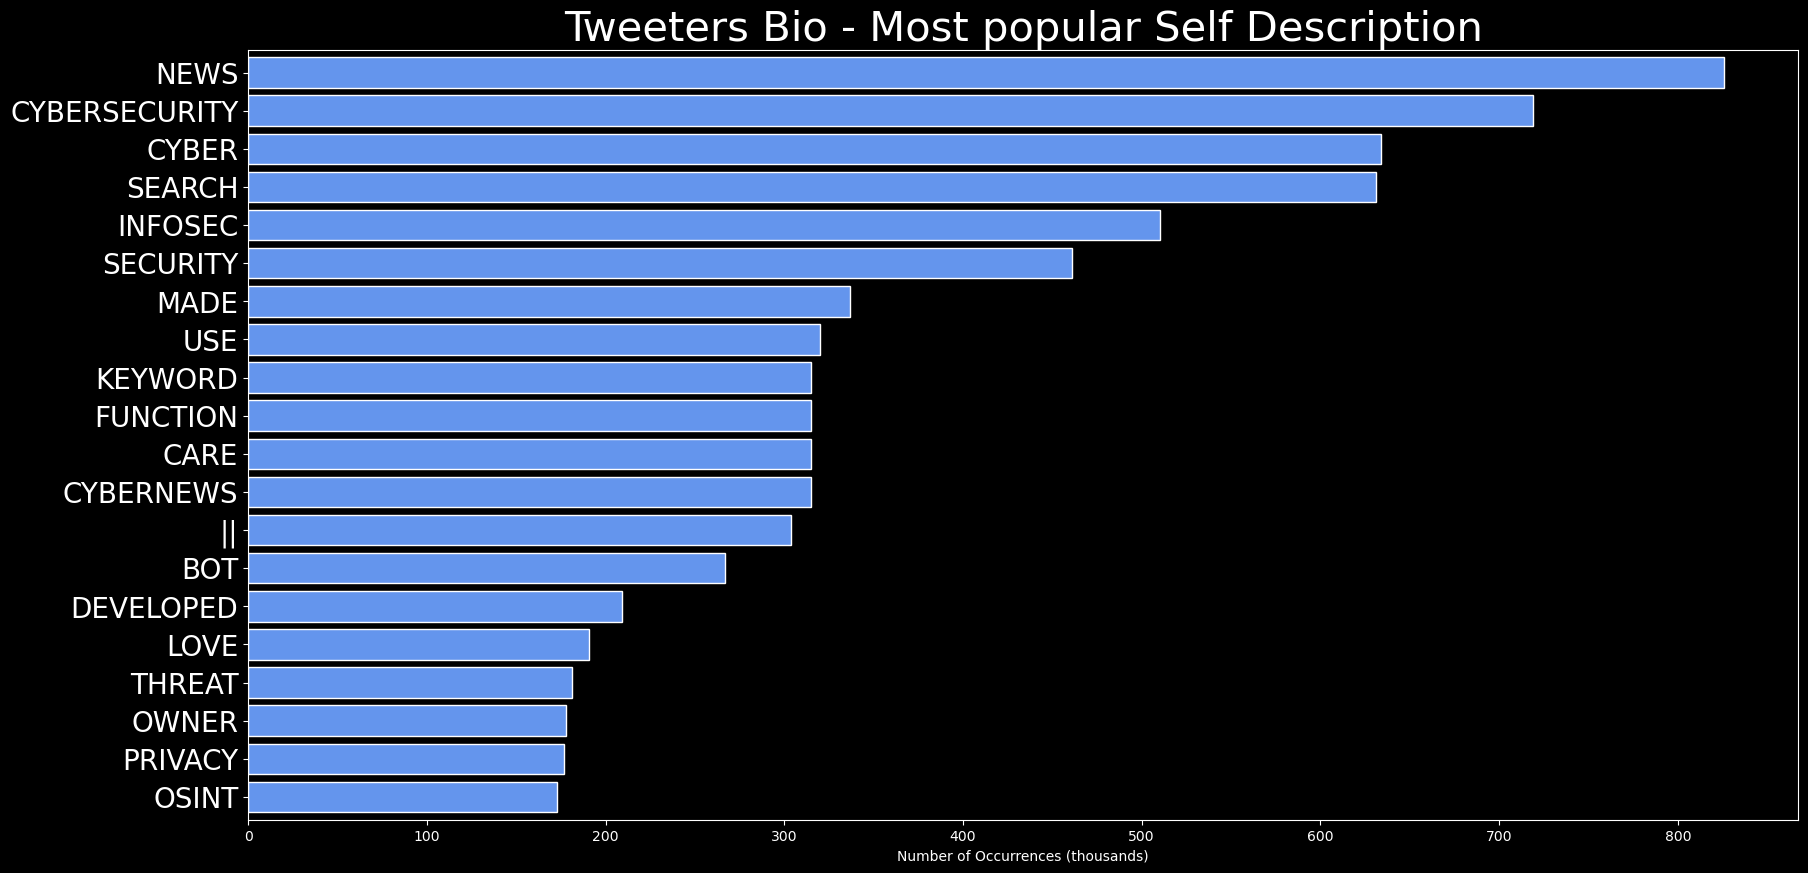 Tweeters Bio - Most popular Self Description
NEWS
CYBERSECURITY
CYBER
SEARCH
INFOSEC
SECURITY
MADE
USE
KEYWORD
FUNCTION
CARE
CYBERNEWS
||
BOT
DEVELOPED
LOVE
THREAT
OWNER
PRIVACY
OSINT
0 100 200 300 400 500 600 700 800
Number of Occurrences (thousands)